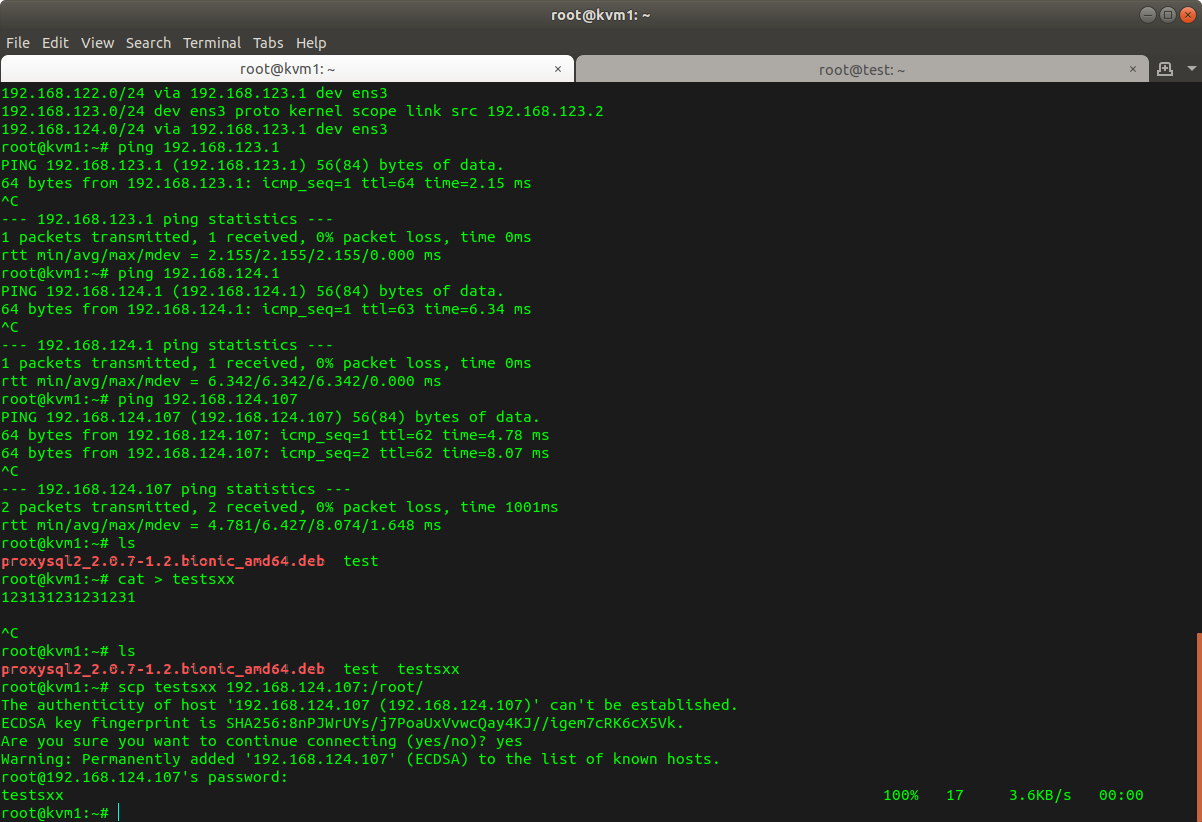 root@kvm1: ~
File Edit View Search Terminal Tabs Help
root@kvm1: ~ × root@test: ~ ×
192.168.122.0/24 via 192.168.123.1 dev ens3
192.168.123.0/24 dev ens3 proto kernel scope link src 192.168.123.2
192.168.124.0/24 via 192.168.123.1 dev ens3
root@kvm1:~# ping 192.168.123.1
PING 192.168.123.1 (192.168.123.1) 56(84) bytes of data.
64 bytes from 192.168.123.1: icmp_seq=1 ttl=64 time=2.15 ms
^C
--- 192.168.123.1 ping statistics ---
1 packets transmitted, 1 received, 0% packet loss, time 0ms
rtt min/avg/max/mdev = 2.155/2.155/2.155/0.000 ms
root@kvm1:~# ping 192.168.124.1
PING 192.168.124.1 (192.168.124.1) 56(84) bytes of data.
64 bytes from 192.168.124.1: icmp_seq=1 ttl=63 time=6.34 ms
^C
--- 192.168.124.1 ping statistics ---
1 packets transmitted, 1 received, 0% packet loss, time 0ms
rtt min/avg/max/mdev = 6.342/6.342/6.342/0.000 ms
root@kvm1:~# ping 192.168.124.107
PING 192.168.124.107 (192.168.124.107) 56(84) bytes of data.
64 bytes from 192.168.124.107: icmp_seq=1 ttl=62 time=4.78 ms
64 bytes from 192.168.124.107: icmp_seq=2 ttl=62 time=8.07 ms
^C
--- 192.168.124.107 ping statistics ---
2 packets transmitted, 2 received, 0% packet loss, time 1001ms
rtt min/avg/max/mdev = 4.781/6.427/8.074/1.648 ms
root@kvm1:~# ls
proxysql2_2.0.7-1.2.bionic_amd64.deb test
root@kvm1:~# cat > testsxx
123131231231231

^C
root@kvm1:~# ls
proxysql2_2.0.7-1.2.bionic_amd64.deb test testsxx
root@kvm1:~# scp testsxx 192.168.124.107:/root/
The authenticity of host '192.168.124.107 (192.168.124.107)' can't be established.
ECDSA key fingerprint is SHA256:8nPJWrUYs/j7PoaUxVvwcQay4KJ//igem7cRK6cX5Vk.
Are you sure you want to continue connecting (yes/no)? yes
Warning: Permanently added '192.168.124.107' (ECDSA) to the list of known hosts.
root@192.168.124.107's password:
testsxx 100% 17 3.6KB/s 00:00
root@kvm1:~#